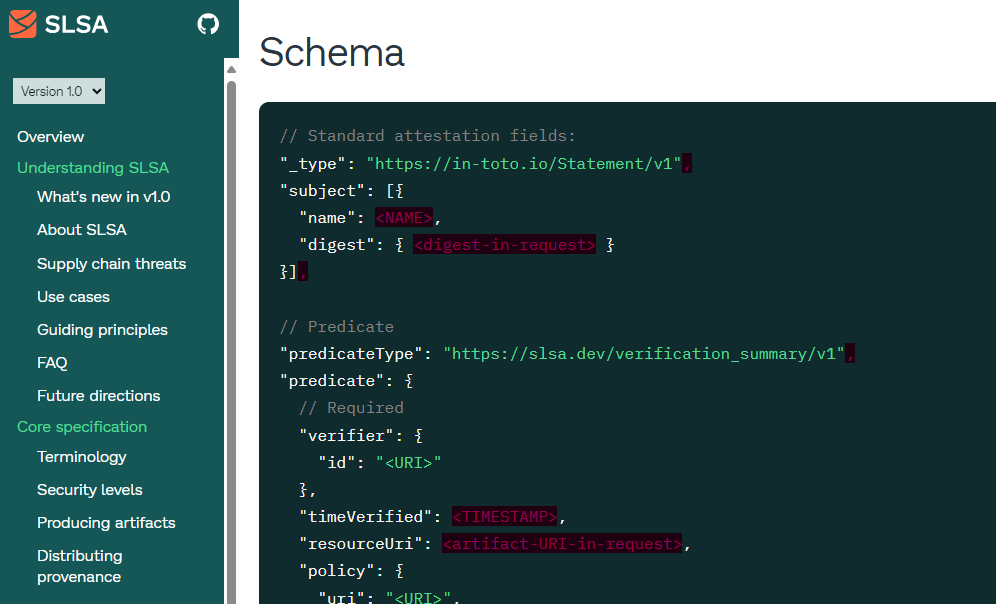 SLSA
Version 1.0
Overview
Understanding SLSA
What's new in v1.0
About SLSA
Supply chain threats
Use cases
Guiding principles
FAQ
Future directions
Core specification
Terminology
Security levels
Producing artifacts
Distributing
provenance
Schema
// Standard attestation fields:
"_type": "https://in-toto.io/Statement/v1",
"subject": [{
"name": <NAME>,
"digest": { <digest-in-request> }
}],
// Predicate
"predicateType": "https://slsa.dev/verification_summary/v1",
"predicate": {
// Required
"verifier": {
"id": "<URI>"
},
"timeVerified": <TIMESTAMP>,
"resourceUri": <artifact-URI-in-request>,
"policy": {
"uri": "<URI>",